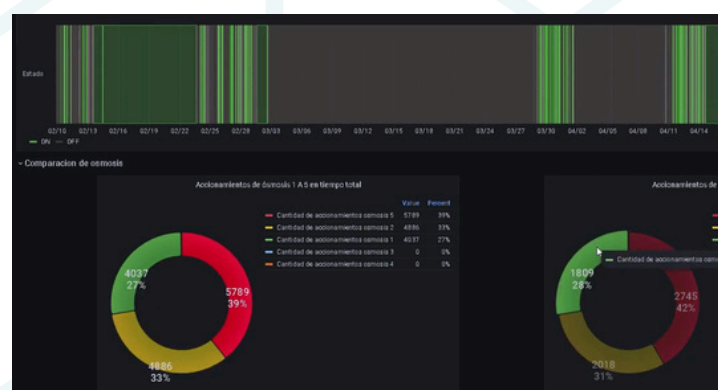 Estado
02/10 02/13 02/16 02/19 02/22 02/25 02/28 03/03 03/06 03/09 03/12 03/15 03/18 03/21 03/24 03/27 03/30 04/02 04/05 04/08 04/11 04/14
ON OFF
Comparacion de osmosis
Accionamientos de ósmosis 1 A 5 en tiempo total
Value Percent
Cantidad de accionamientos osmosis 5 5789 39%
Cantidad de accionamientos osmosis 2 4886 33%
Cantidad de accionamientos osmosis 1 4037 27%
Cantidad de accionamientos osmosis 3 0 0%
Cantidad de accionamientos osmosis 4 0 0%
4037
27%
5789
39%
4886
33%
Accionamientos de
Cantidad de accionamientos osmo
1809
28%
2745
42%
2018
31%